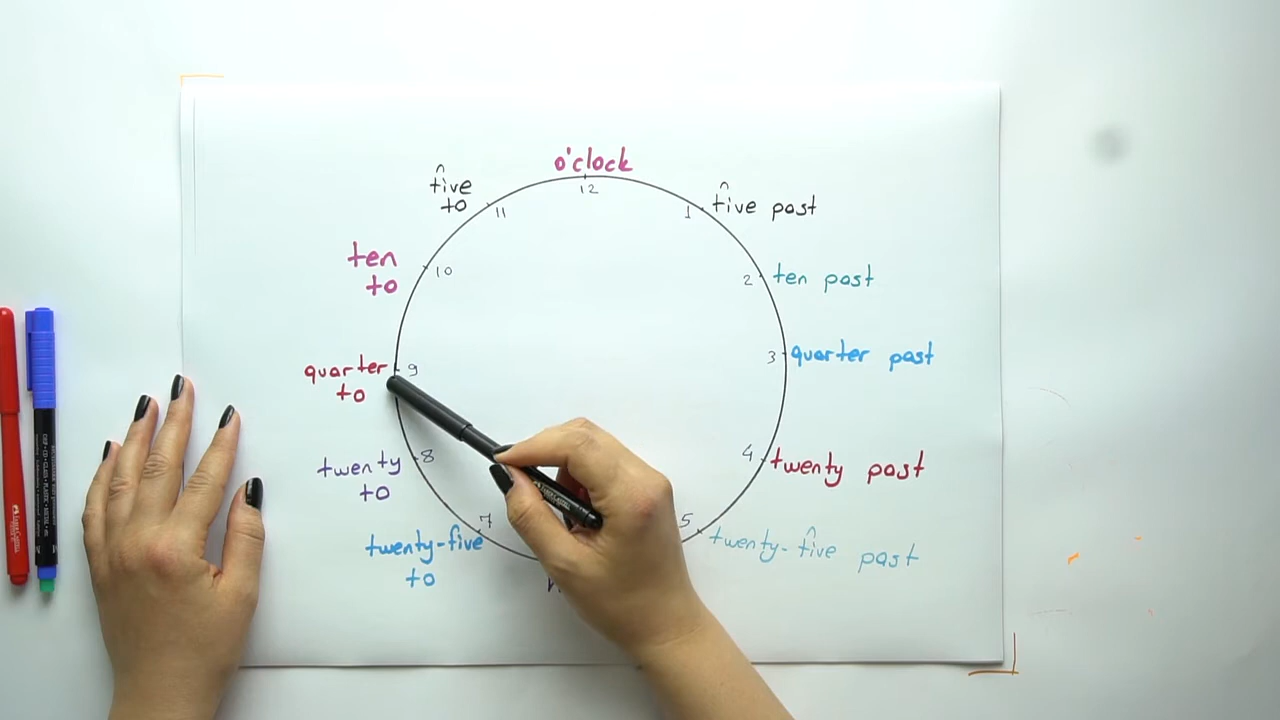 o'clock
12
five
to
11
1
five past
ten
to
10
2
ten past
quarter
to
9
3
quarter past
twenty
to
8
4
twenty past
twenty-five
to
7
5
twenty-five past